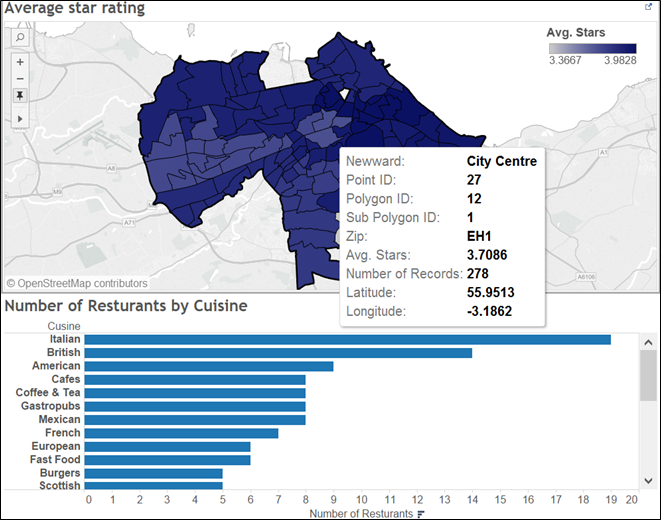 Average star rating
Avg. Stars
3.3667 3.9828
A8
M9
A71
A1
A6106
Newward: City Centre
Point ID: 27
Polygon ID: 12
Sub Polygon ID: 1
Zip: EH1
Avg. Stars: 3.7086
Number of Records: 278
Latitude: 55.9513
Longitude: -3.1862
© OpenStreetMap contributors
Number of Resturants by Cuisine
Cusine
Italian
British
American
Cafes
Coffee & Tea
Gastropubs
Mexican
French
European
Fast Food
Burgers
Scottish
0 1 2 3 4 5 6 7 8 9 10 11 12 13 14 15 16 17 18 19 20
Number of Resturants